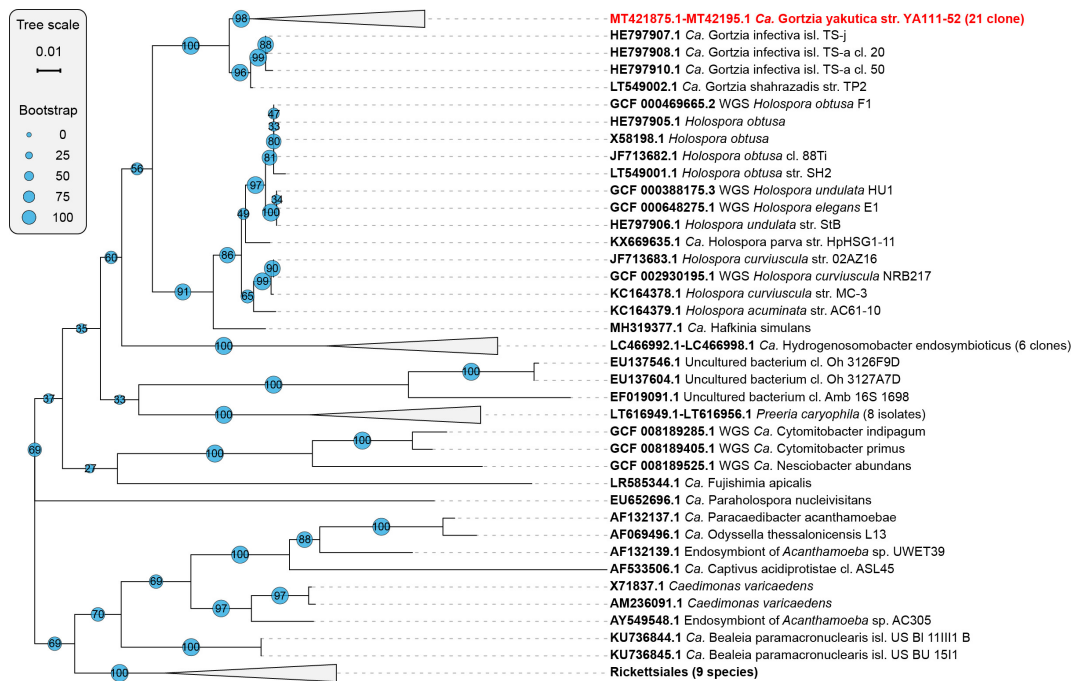 Tree scale
0.01
Bootstrap
0
25
50
75
100
98
MT421875.1-MT42195.1 Ca. Gortzia yakutica str. YA111-52 (21 clone)
HE797907.1 Ca. Gortzia infectiva isl. TS-j
88
100
HE797908.1 Ca. Gortzia infectiva isl. TS-a cl. 20
99
HE797910.1 Ca. Gortzia infectiva isl. TS-a cl. 50
96
LT549002.1 Ca. Gortzia shahrazadis str. TP2
GCF 000469665.2 WGS Holospora obtusa F1
47
HE797905.1 Holospora obtusa
33
X58198.1 Holospora obtusa
80
JF713682.1 Holospora obtusa cl. 88Ti
81
56
LT549001.1 Holospora obtusa str. SH2
97
GCF 000388175.3 WGS Holospora undulata HU1
34
GCF 000648275.1 WGS Holospora elegans E1
49
100
HE797906.1 Holospora undulata str. StB
KX669635.1 Ca. Holospora parva str. HpHSG1-11
86
60
JF713683.1 Holospora curviuscula str. 02AZ16
90
GCF 002930195.1 WGS Holospora curviuscula NRB217
99
91
KC164378.1 Holospora curviuscula str. MC-3
65
KC164379.1 Holospora acuminata str. AC61-10
35
MH319377.1 Ca. Hafkinia simulans
100
LC466992.1-LC466998.1 Ca. Hydrogenosomobacter endosymbioticus (6 clones)
EU137546.1 Uncultured bacterium cl. Oh 3126F9D
100
EU137604.1 Uncultured bacterium cl. Oh 3127A7D
100
37
33
EF019091.1 Uncultured bacterium cl. Amb 16S 1698
100
LT616949.1-LT616956.1 Preeria caryophila (8 isolates)
GCF 008189285.1 WGS Ca. Cytomitobacter indipagum
100
69
100
GCF 008189405.1 WGS Ca. Cytomitobacter primus
27
GCF 008189525.1 WGS Ca. Nesciobacter abundans
LR585344.1 Ca. Fujishimia apicalis
EU652696.1 Ca. Paraholospora nucleivisitans
AF132137.1 Ca. Paracaedibacter acanthamoebae
100
AF069496.1 Ca. Odyssella thessalonicensis L13
88
100
AF132139.1 Endosymbiont of Acanthamoeba sp. UWET39
AF533506.1 Ca. Captivus acidiprotistae cl. ASL45
69
X71837.1 Caedimonas varicaedens
97
AM236091.1 Caedimonas varicaedens
97
70
AY549548.1 Endosymbiont of Acanthamoeba sp. AC305
KU736844.1 Ca. Bealeia paramacronuclearis isl. US BI 11III1 B
69
100
KU736845.1 Ca. Bealeia paramacronuclearis isl. US BU 15I1
100
Rickettsiales (9 species)